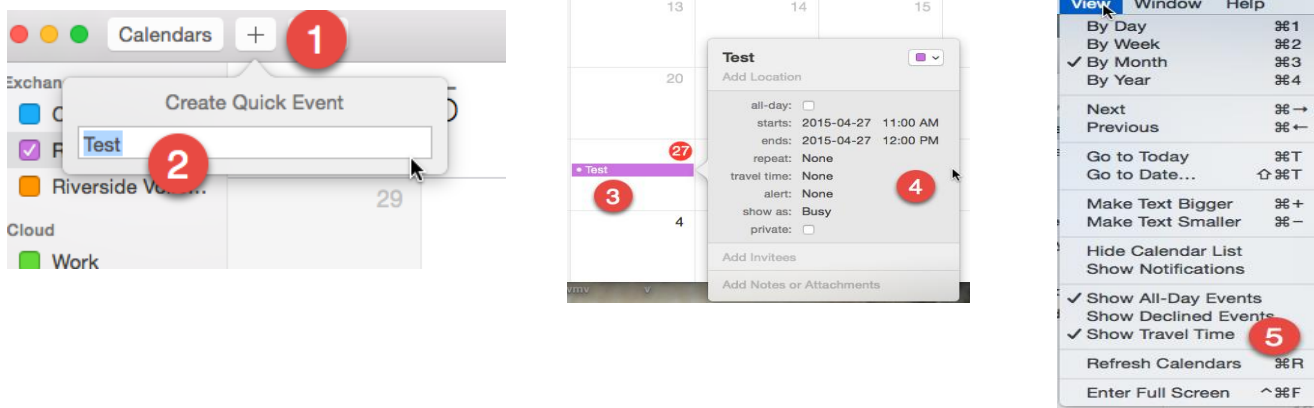 Calendars + 1
Exchan
Create Quick Event
Test
2
Riverside Vo
29
Cloud
Work
13 14 15
20
27
• Test
3
4
Test
Add Location
all-day:
starts: 2015-04-27 11:00 AM
ends: 2015-04-27 12:00 PM
repeat: None
travel time: None
alert: None
show as: Busy
private:
4
Add Invitees
Add Notes or Attachments
View Window Help
By Day ⌘1
By Week ⌘2
✓ By Month ⌘3
By Year ⌘4
Next ⌘→
Previous ⌘←
Go to Today ⌘T
Go to Date... ⇧⌘T
Make Text Bigger ⌘+
Make Text Smaller ⌘−
Hide Calendar List
Show Notifications
✓ Show All-Day Events
Show Declined Events
✓ Show Travel Time 5
Refresh Calendars ⌘R
Enter Full Screen ^⌘F